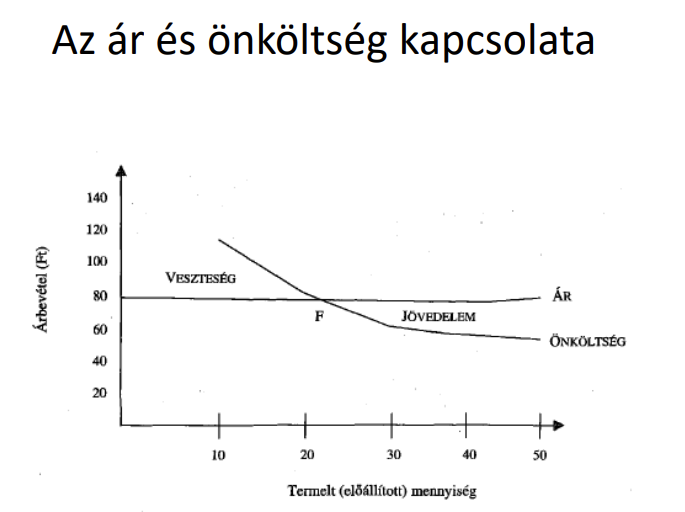 Az ár és önköltség kapcsolata
Árbevétel (Ft)
140
120
100
80
60
40
20
VESZTESÉG
F
JÖVEDELEM
ÁR
ÖNKÖLTSÉG
10 20 30 40 50
Termelt (előállított) mennyiség